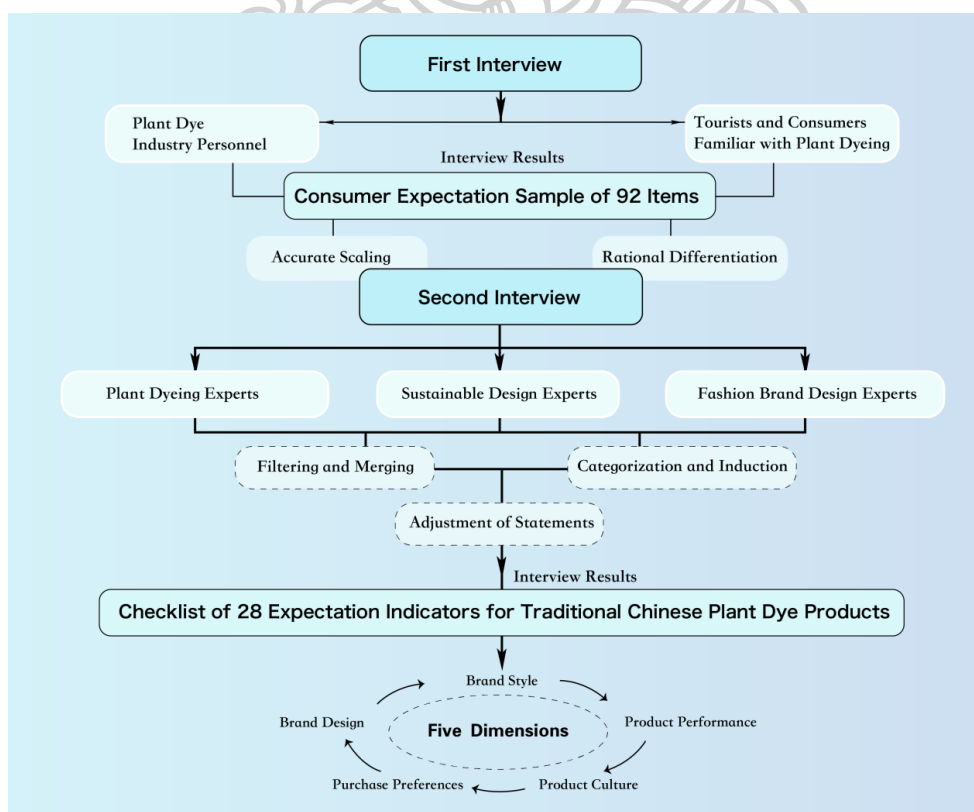 First Interview
Plant Dye
Industry Personnel
Tourists and Consumers
Familiar with Plant Dyeing
Interview Results
Consumer Expectation Sample of 92 Items
Accurate Scaling
Rational Differentiation
Second Interview
Plant Dyeing Experts
Sustainable Design Experts
Fashion Brand Design Experts
Filtering and Merging
Categorization and Induction
Adjustment of Statements
Interview Results
Checklist of 28 Expectation Indicators for Traditional Chinese Plant Dye Products
Brand Style
Brand Design
Five Dimensions
Product Performance
Purchase Preferences
Product Culture